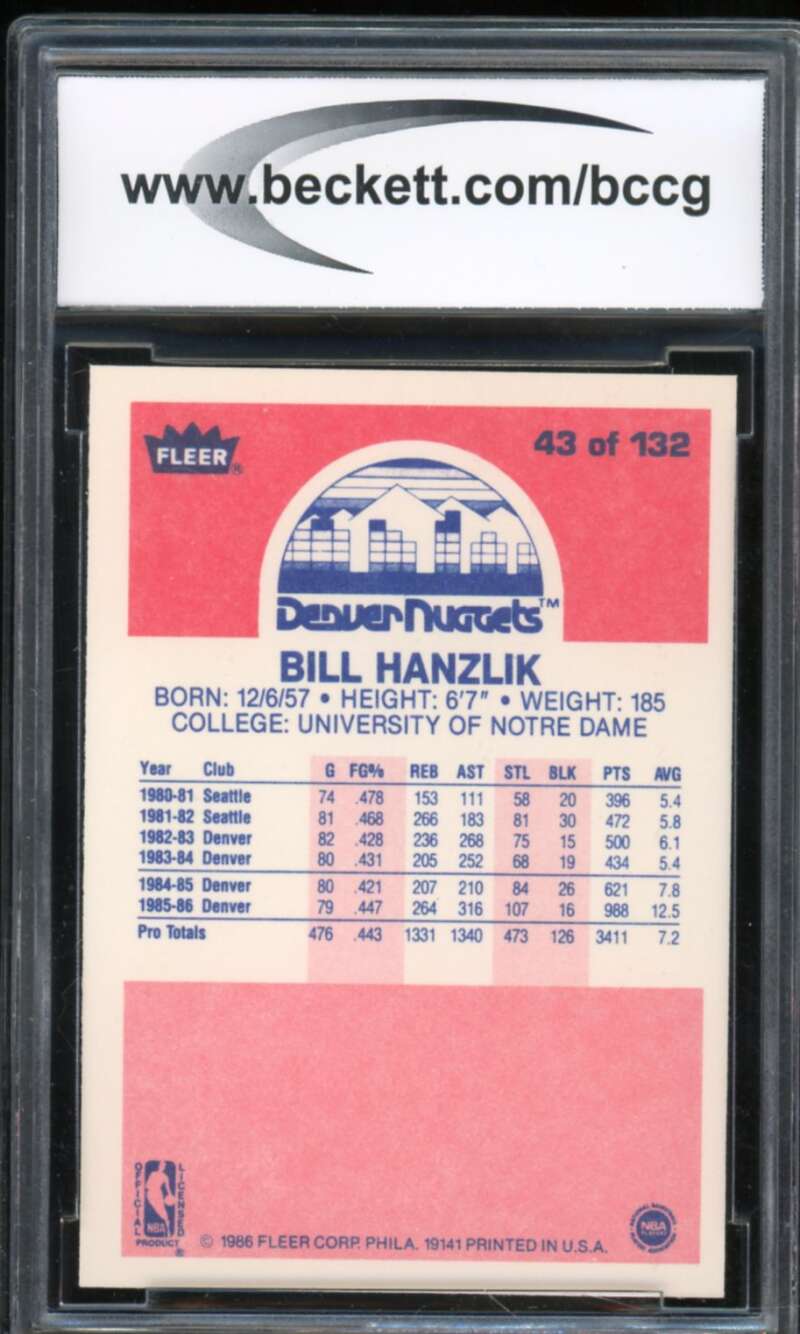 www.beckett.com/bccg
FLEER®
43 of 132
Denver Nuggets™
BILL HANZLIK
BORN: 12/6/57 • HEIGHT: 6'7" • WEIGHT: 185
COLLEGE: UNIVERSITY OF NOTRE DAME
Year Club G FG% REB AST STL BLK PTS AVG
1980-81 Seattle 74 .478 153 111 58 20 396 5.4
1981-82 Seattle 81 .468 266 183 81 30 472 5.8
1982-83 Denver 82 .428 236 268 75 15 500 6.1
1983-84 Denver 80 .431 205 252 68 19 434 5.4
1984-85 Denver 80 .421 207 210 84 26 621 7.8
1985-86 Denver 79 .447 264 316 107 16 988 12.5
Pro Totals 476 .443 1331 1340 473 126 3411 7.2
OFFICIAL LICENSED
NBA
PRODUCT ®
© 1986 FLEER CORP. PHILA. 19141 PRINTED IN U.S.A.
NBA
PLAYERS